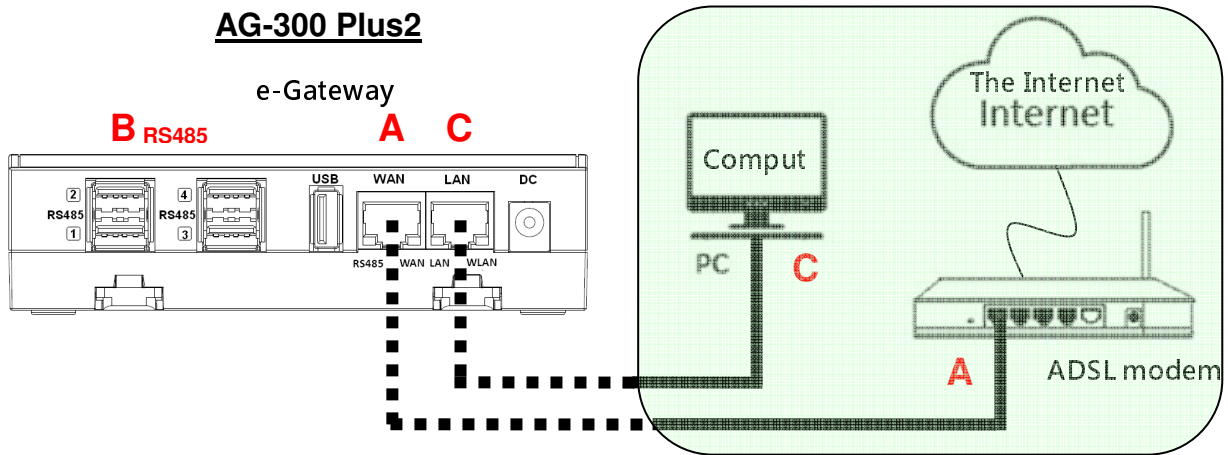 AG-300 Plus2
e-Gateway
B RS485
A
C
2
RS485
1
4
RS485
3
USB
WAN
LAN
DC
RS485
WAN
LAN
WLAN
The Internet
Internet
Comput
PC
C
A
ADSL modem